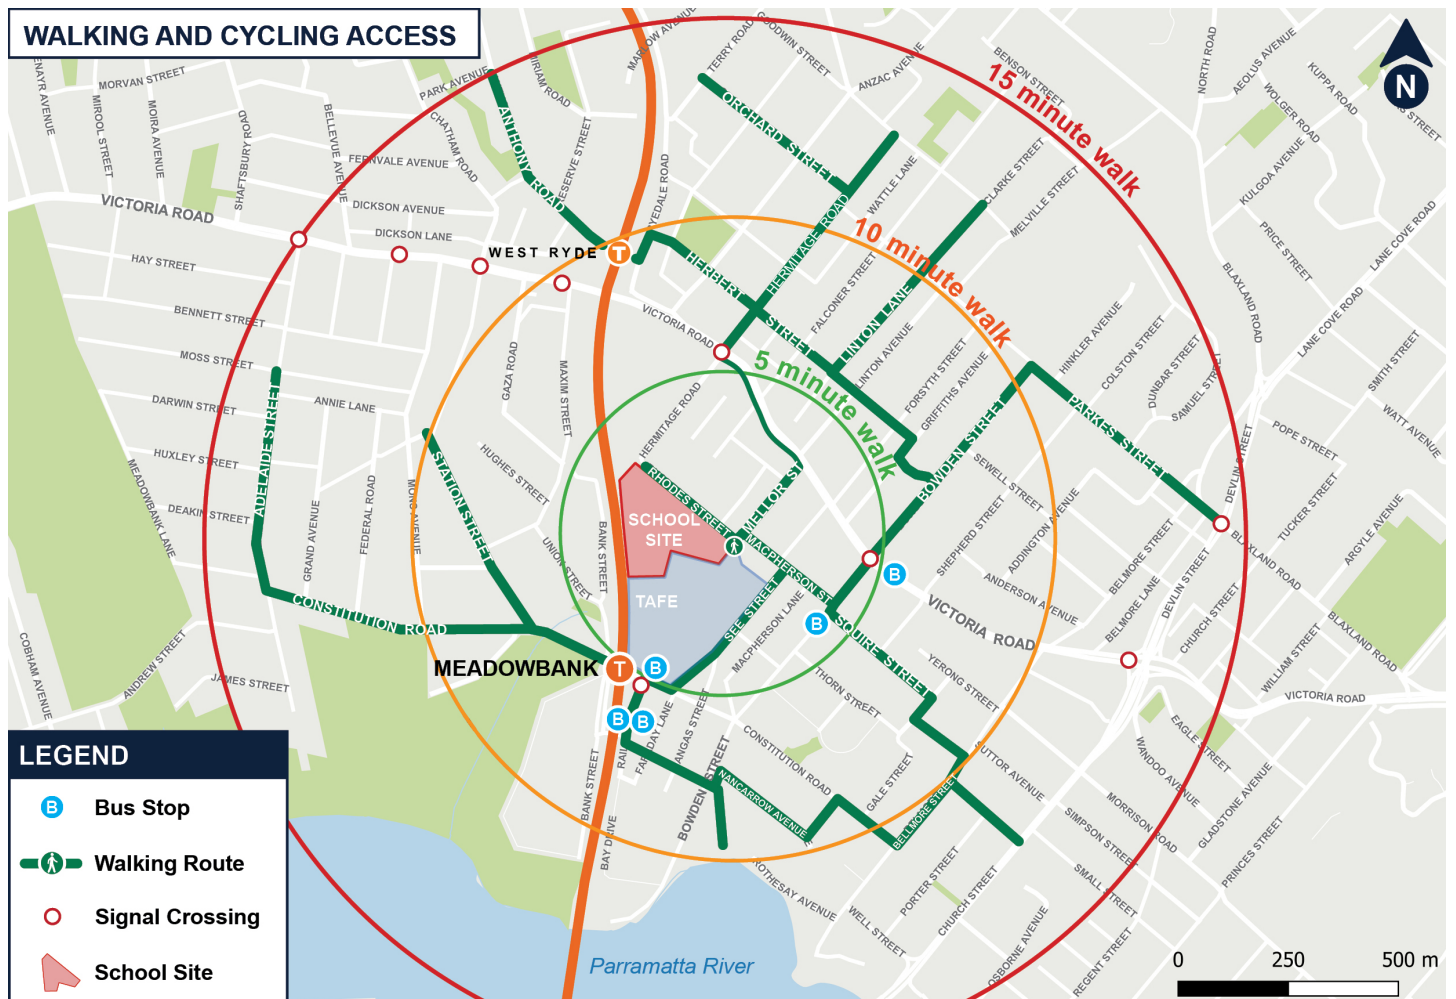 WALKING AND CYCLING ACCESS
N
15 minute walk
10 minute walk
5 minute walk
MORVAN STREET
MIROOL STREET
MOIRA AVENUE
SHAFTSBURY ROAD
BELLEVUE AVENUE
PARK AVENUE
CHATHAM ROAD
FERNVALE AVENUE
DICKSON AVENUE
DICKSON LANE
VICTORIA ROAD
ANTHONY ROAD
MARLOW AVENUE
TERRY ROAD
GOODWIN STREET
ANZAC AVENUE
BENSON STREET
NORTH ROAD
AEOLUS AVENUE
KUPPA ROAD
WOLGER ROAD
KULGOA AVENUE
PRICE STREET
LANE COVE ROAD
BLAXLAND ROAD
LANE COVE ROAD
ORCHARD STREET
WATTLE LANE
CLARKE STREET
MELVILLE STREET
HERMITAGE ROAD
WEST RYDE
T
HERBERT STREET
FALCONER STREET
LINTON LANE
LINTON AVENUE
FORSYTH STREET
GRIFFITHS AVENUE
HINKLER AVENUE
COLSTON STREET
DUNBAR STREET
SAMUEL STREET
SMITH STREET
WATT AVENUE
POPE STREET
HAY STREET
BENNETT STREET
MOSS STREET
DARWIN STREET
ANNIE LANE
HUXLEY STREET
DEAKIN STREET
MEADOWBANK LANE
ADELAIDE STREET
GRAND AVENUE
FEDERAL ROAD
STATION STREET
GAZA ROAD
MAXIM STREET
HUGHES STREET
UNION STREET
BANK STREET
VICTORIA ROAD
HERMITAGE ROAD
RHODES STREET
MELLOR ST
MACPHERSON ST
SCHOOL
SITE
TAFE
SEE STREET
MACPHERSON LANE
BOWDEN STREET
PARKES STREET
SEWELL STREET
SHEPHERD STREET
ADDINGTON AVENUE
ANDERSON AVENUE
DEVLIN STREET
TUCKER STREET
ARGYLE AVENUE
BLAXLAND ROAD
BELMORE STREET
BELMORE LANE
DEVLIN STREET
CHURCH STREET
WILLIAM STREET
BLAXLAND ROAD
VICTORIA ROAD
VICTORIA ROAD
B
B
SQUIRE STREET
YERONG STREET
THORN STREET
CONSTITUTION ROAD
MEADOWBANK
T
B
B
B
COBHAM AVENUE
ANDREW STREET
JAMES STREET
ANGAS STREET
BOWDEN STREET
CONSTITUTION ROAD
NANCARROW AVENUE
GALE STREET
BELLMORE STREET
BANK STREET
BAY DRIVE
EAGLE STREET
WANDOO AVENUE
GLADSTONE AVENUE
MORRISON ROAD
SIMPSON STREET
PRINCES STREET
SMALL STREET
PORTER STREET
CHURCH STREET
WELL STREET
ROTHESAY AVENUE
OSBORNE AVENUE
REGENT STREET
Parramatta River
LEGEND
B Bus Stop
Walking Route
Signal Crossing
School Site
0 250 500 m